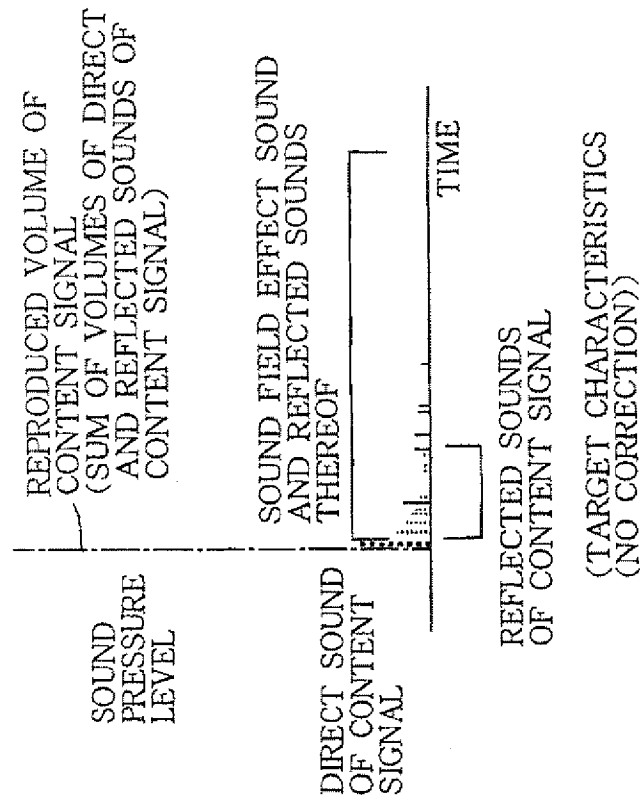 REPRODUCED VOLUME OF
CONTENT SIGNAL
(SUM OF VOLUMES OF DIRECT
AND REFLECTED SOUNDS OF
CONTENT SIGNAL)
SOUND
PRESSURE
LEVEL
SOUND FIELD EFFECT SOUND
AND REFLECTED SOUNDS
THEREOF
DIRECT SOUND
OF CONTENT
SIGNAL
TIME
REFLECTED SOUNDS
OF CONTENT SIGNAL
(TARGET CHARACTERISTICS
(NO CORRECTION))